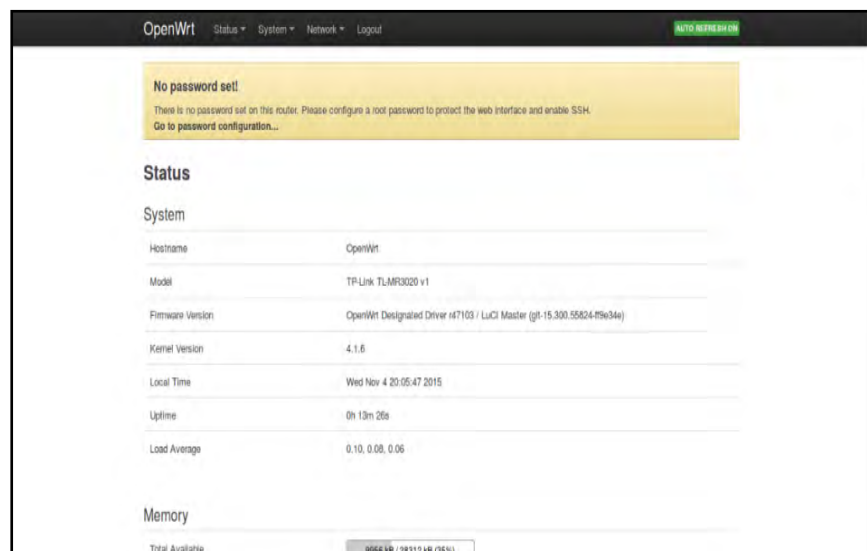 OpenWrt Status System Network Logout AUTO REFRESH ON
No password set!
There is no password set on this router. Please configure a root password to protect the web interface and enable SSH.
Go to password configuration...
Status
System
Hostname OpenWrt
Model TP-Link TL-MR3020 v1
Firmware Version OpenWrt Designated Driver r47103 / LuCI Master (git-15.300.55824-ff9e34e)
Kernel Version 4.1.6
Local Time Wed Nov 4 20:05:47 2015
Uptime 0h 13m 26s
Load Average 0.10, 0.08, 0.06
Memory
Total Available / 28312 kB